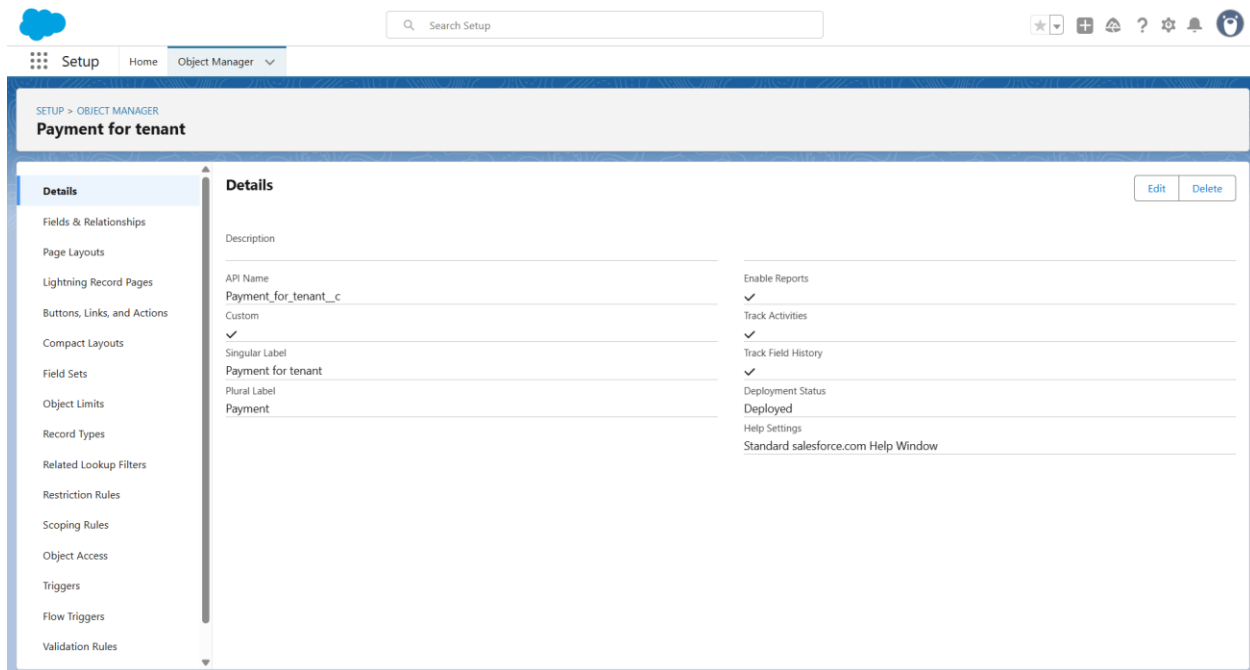 Search Setup
Setup
Home
Object Manager
SETUP > OBJECT MANAGER
Payment for tenant
Details
Fields & Relationships
Page Layouts
Lightning Record Pages
Buttons, Links, and Actions
Compact Layouts
Field Sets
Object Limits
Record Types
Related Lookup Filters
Restriction Rules
Scoping Rules
Object Access
Triggers
Flow Triggers
Validation Rules
Details
Edit
Delete
Description
API Name
Payment_for_tenant__c
Custom
Singular Label
Payment for tenant
Plural Label
Payment
Enable Reports
Track Activities
Track Field History
Deployment Status
Deployed
Help Settings
Standard salesforce.com Help Window